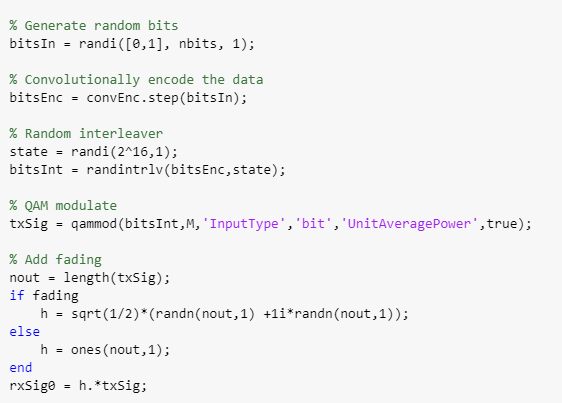 % Generate random bits
bitsIn = randi([0,1], nbits, 1);
% Convolutionally encode the data
bitsEnc = convEnc.step(bitsIn);
% Random interleaver
state = randi(2^16,1);
bitsInt = randintrlv(bitsEnc,state);
% QAM modulate
txSig = qammod(bitsInt,M,'InputType','bit','UnitAveragePower',true);
% Add fading
nout = length(txSig);
if fading
    h = sqrt(1/2)*(randn(nout,1) +1i*randn(nout,1));
else
    h = ones(nout,1);
end
rxSig0 = h.*txSig;